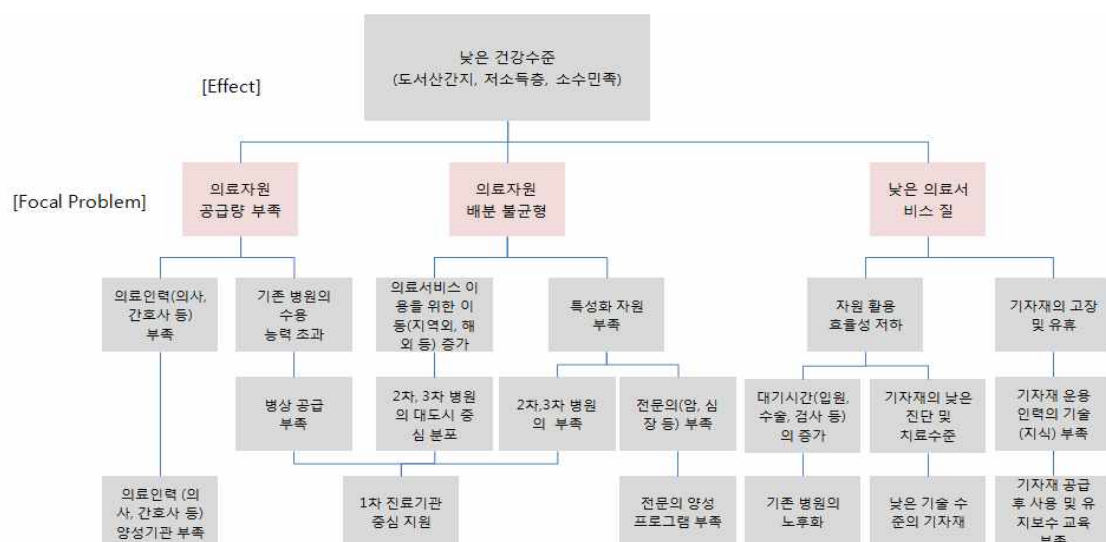 낮은 건강수준
(도서산간지, 저소득층, 소수민족)
[Effect]
[Focal Problem]
의료자원
공급량 부족
의료자원
배분 불균형
낮은 의료서
비스 질
의료인력(의사,
간호사 등)
부족
기존 병원의
수용
능력 초과
의료서비스 이
용을 위한 이
동(지역외, 해
외 등) 증가
특성화 자원
부족
자원 활용
효율성 저하
기자재의 고장
및 유휴
병상 공급
부족
2차, 3차 병원
의 대도시 중
심 분포
2차,3차 병원
의 부족
전문의(암, 심
장 등) 부족
대기시간(입원,
수술, 검사 등)
의 증가
기자재의 낮은
진단 및
치료수준
기자재 운용
인력의 기술
(지식) 부족
의료인력 (의
사, 간호사 등)
양성기관 부족
1차 진료기관
중심 지원
전문의 양성
프로그램 부족
기존 병원의
노후화
낮은 기술 수
준의 기자재
기자재 공급
후 사용 및 유
지보수 교육
부족